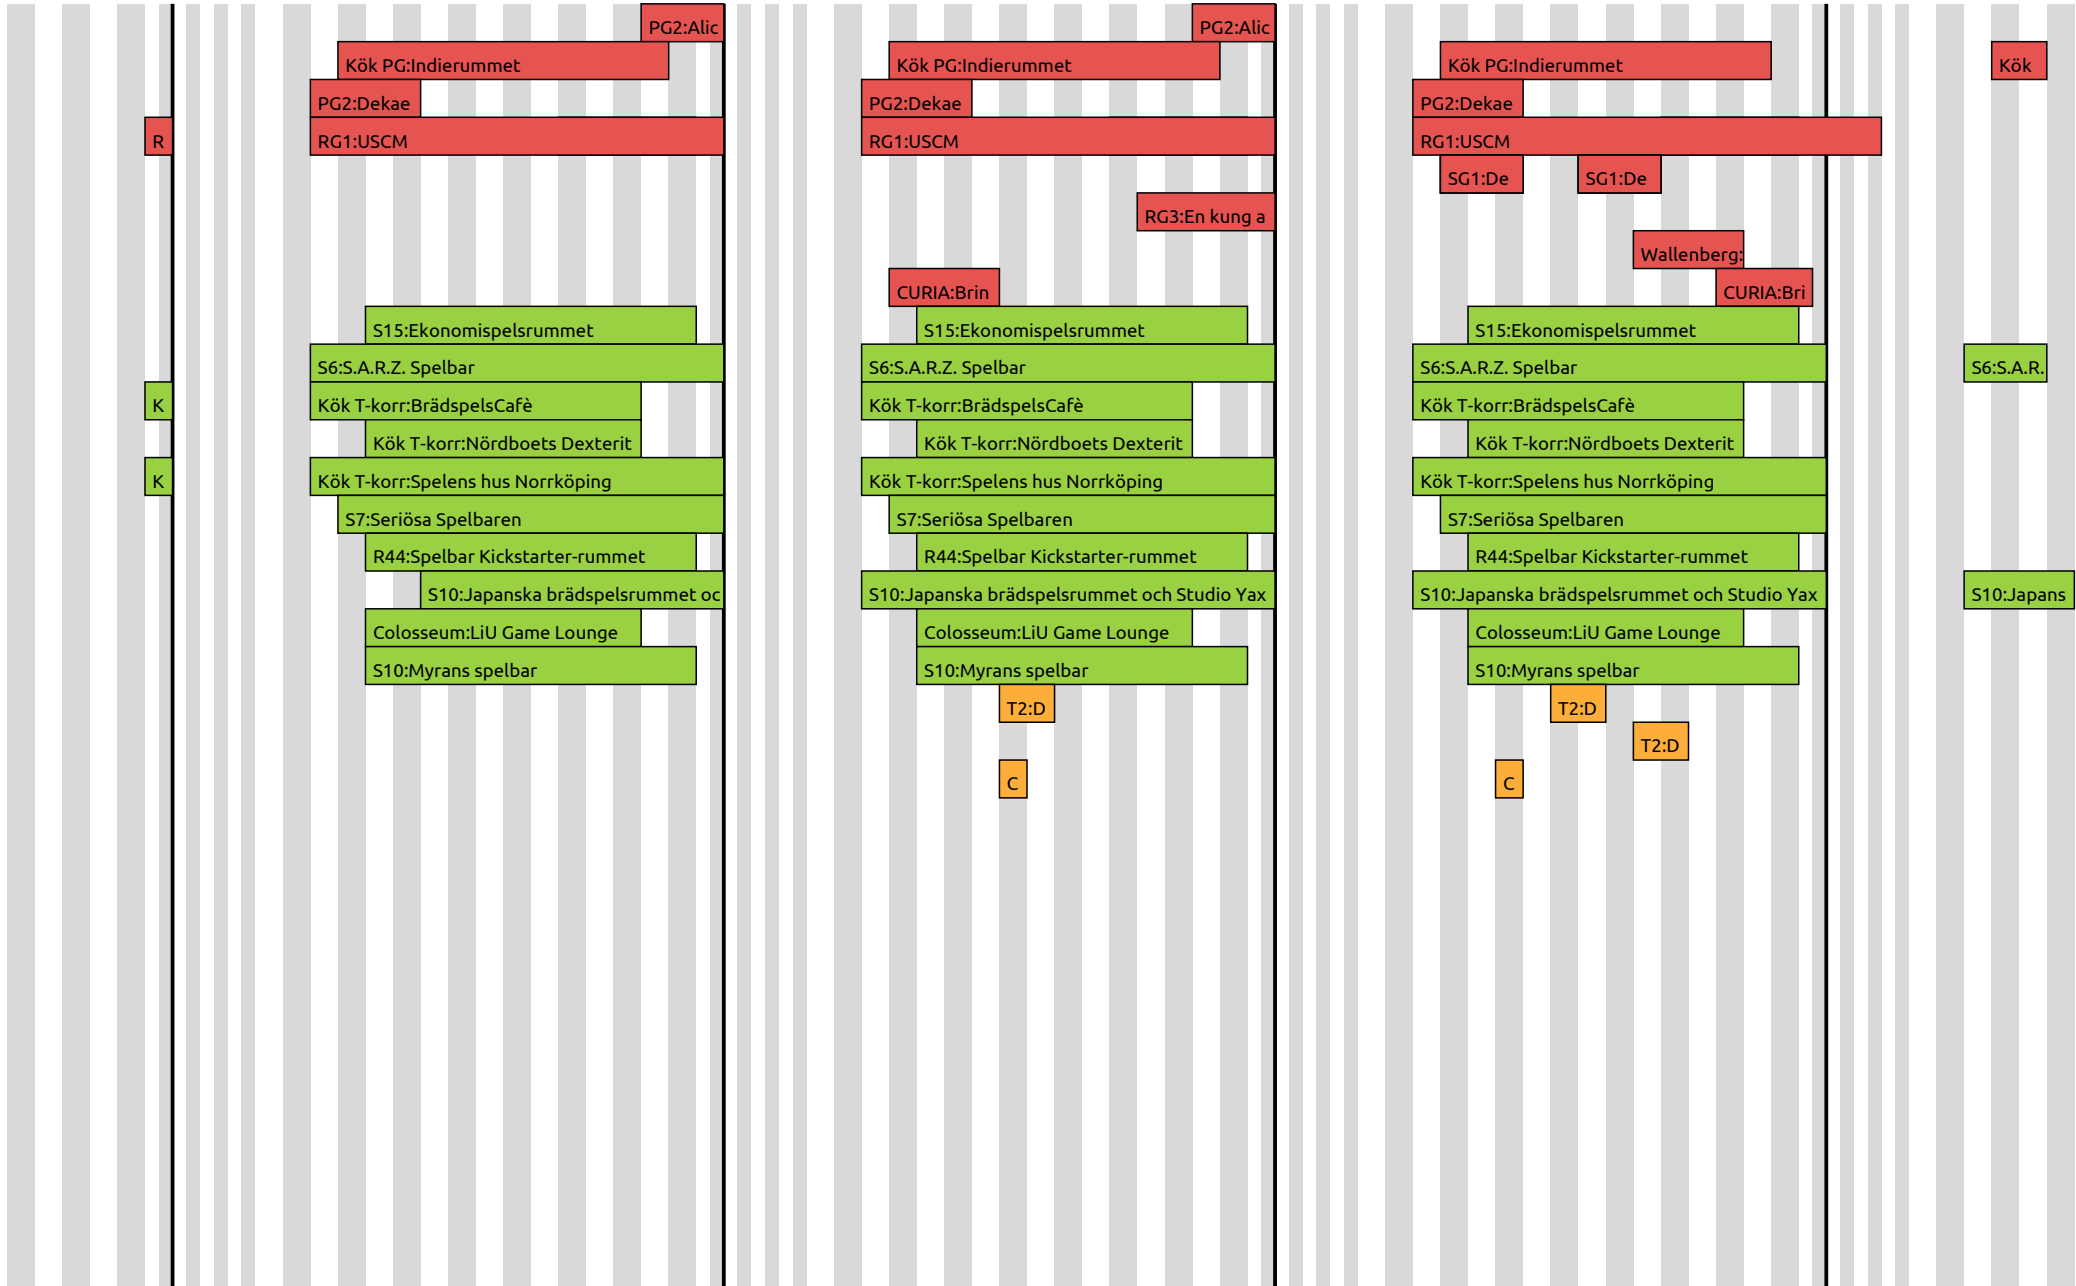 PG2:Alic PG2:Alic
Kök PG:Indierummet Kök PG:Indierummet Kök PG:Indierummet Kök
PG2:Dekae PG2:Dekae PG2:Dekae
R RG1:USCM RG1:USCM RG1:USCM
SG1:De SG1:De
RG3:En kung a
Wallenberg:
CURIA:Brin CURIA:Bri
S15:Ekonomispelsrummet S15:Ekonomispelsrummet S15:Ekonomispelsrummet
S6:S.A.R.Z. Spelbar S6:S.A.R.Z. Spelbar S6:S.A.R.Z. Spelbar S6:S.A.R.
K Kök T-korr:BrädspelsCafè Kök T-korr:BrädspelsCafè Kök T-korr:BrädspelsCafè
Kök T-korr:Nördboets Dexterit Kök T-korr:Nördboets Dexterit Kök T-korr:Nördboets Dexterit
K Kök T-korr:Spelens hus Norrköping Kök T-korr:Spelens hus Norrköping Kök T-korr:Spelens hus Norrköping
S7:Seriösa Spelbaren S7:Seriösa Spelbaren S7:Seriösa Spelbaren
R44:Spelbar Kickstarter-rummet R44:Spelbar Kickstarter-rummet R44:Spelbar Kickstarter-rummet
S10:Japanska brädspelsrummet oc S10:Japanska brädspelsrummet och Studio Yax S10:Japanska brädspelsrummet och Studio Yax S10:Japans
Colosseum:LiU Game Lounge Colosseum:LiU Game Lounge Colosseum:LiU Game Lounge
S10:Myrans spelbar S10:Myrans spelbar S10:Myrans spelbar
T2:D T2:D
T2:D
C C